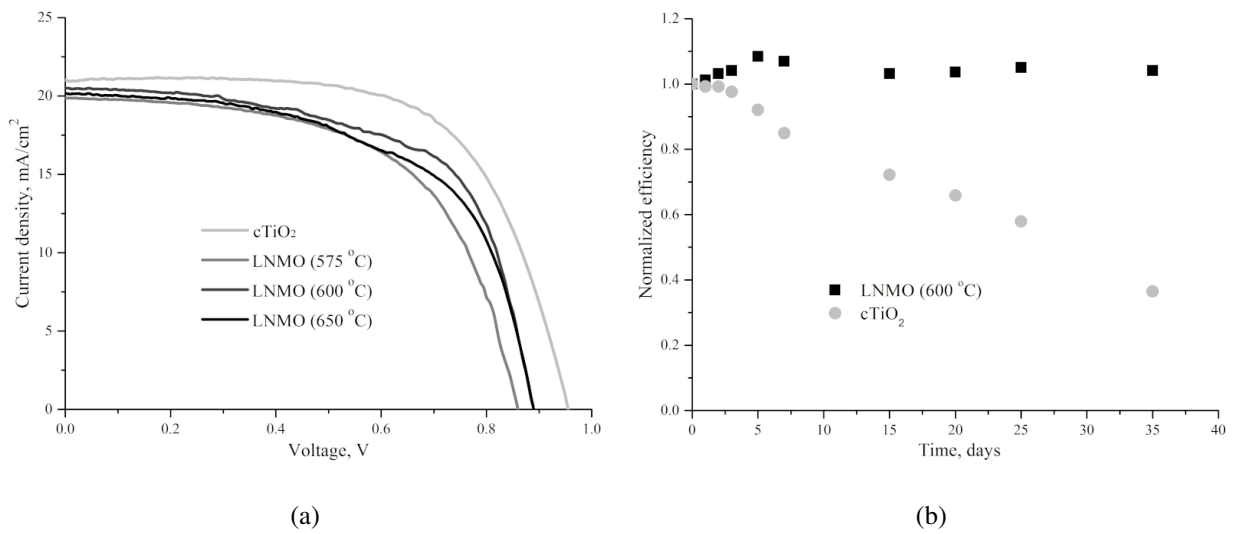 25
20
15
10
5
0
0.0 0.2 0.4 0.6 0.8 1.0
Current density, mA/cm²
Voltage, V
cTiO₂
LNMO (575 °C)
LNMO (600 °C)
LNMO (650 °C)
(a)
1.2
1.0
0.8
0.6
0.4
0.2
0.0
0 5 10 15 20 25 30 35 40
Normalized efficiency
Time, days
LNMO (600 °C)
cTiO₂
(b)